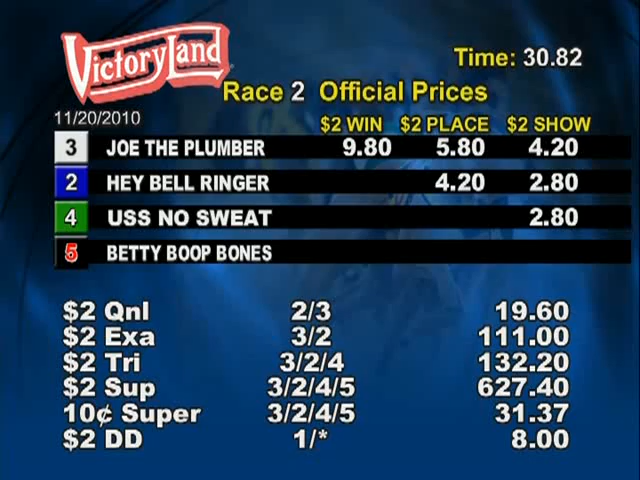 VictoryLand
Time: 30.82
Race 2 Official Prices
11/20/2010
$2 WIN $2 PLACE $2 SHOW
3 JOE THE PLUMBER 9.80 5.80 4.20
2 HEY BELL RINGER 4.20 2.80
4 USS NO SWEAT 2.80
5 BETTY BOOP BONES
$2 Qnl 2/3 19.60
$2 Exa 3/2 111.00
$2 Tri 3/2/4 132.20
$2 Sup 3/2/4/5 627.40
10¢ Super 3/2/4/5 31.37
$2 DD 1/* 8.00